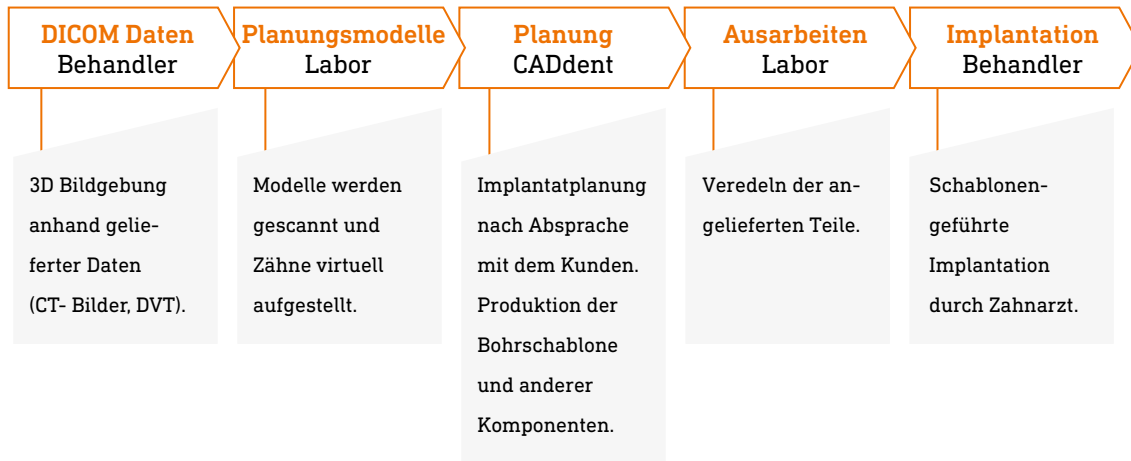 DICOM Daten
Behandler
Planungsmodelle
Labor
Planung
CADdent
Ausarbeiten
Labor
Implantation
Behandler
3D Bildgebung
anhand gelie-
ferter Daten
(CT- Bilder, DVT).
Modelle werden
gescannt und
Zähne virtuell
aufgestellt.
Implantatplanung
nach Absprache
mit dem Kunden.
Produktion der
Bohrschablone
und anderer
Komponenten.
Veredeln der an-
gelieferten Teile.
Schablonen-
geführte
Implantation
durch Zahnarzt.